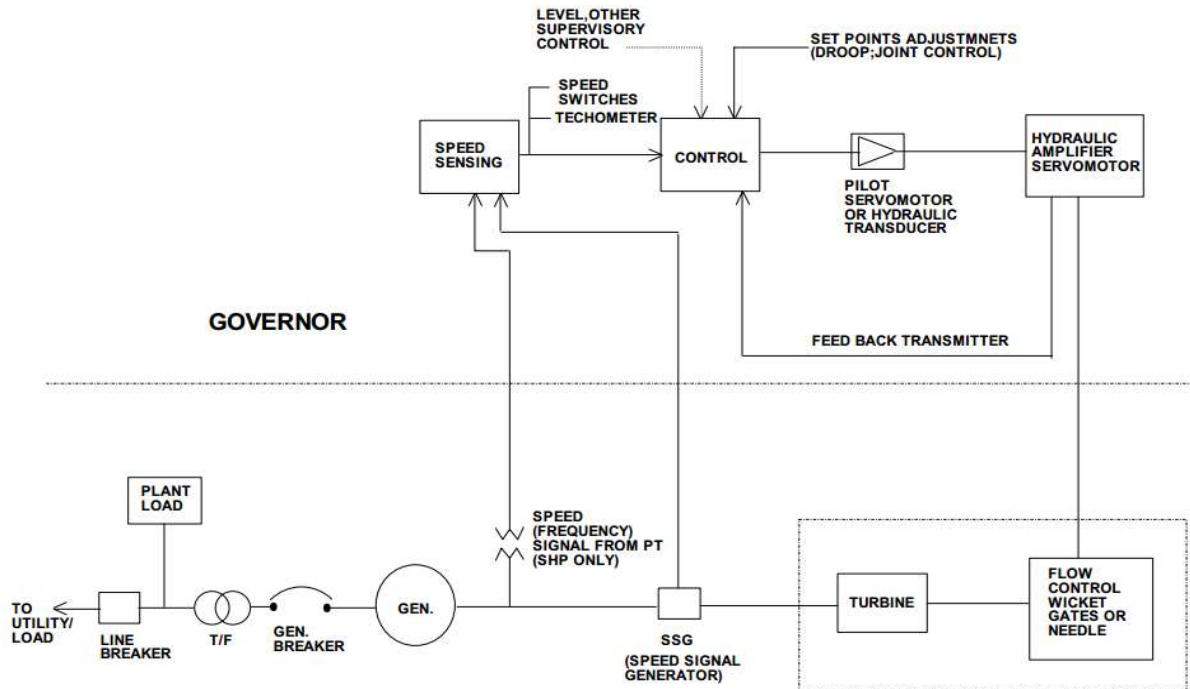 LEVEL,OTHER
SUPERVISORY
CONTROL
SET POINTS ADJUSTMNETS
(DROOP;JOINT CONTROL)
SPEED
SWITCHES
TECHOMETER
SPEED
SENSING
CONTROL
HYDRAULIC
AMPLIFIER
SERVOMOTOR
PILOT
SERVOMOTOR
OR HYDRAULIC
TRANSDUCER
GOVERNOR
FEED BACK TRANSMITTER
PLANT
LOAD
SPEED
(FREQUENCY)
SIGNAL FROM PT
(SHP ONLY)
TO
UTILITY/
LOAD
LINE
BREAKER
T/F
GEN.
BREAKER
GEN.
SSG
(SPEED SIGNAL
GENERATOR)
TURBINE
FLOW
CONTROL
WICKET
GATES OR
NEEDLE